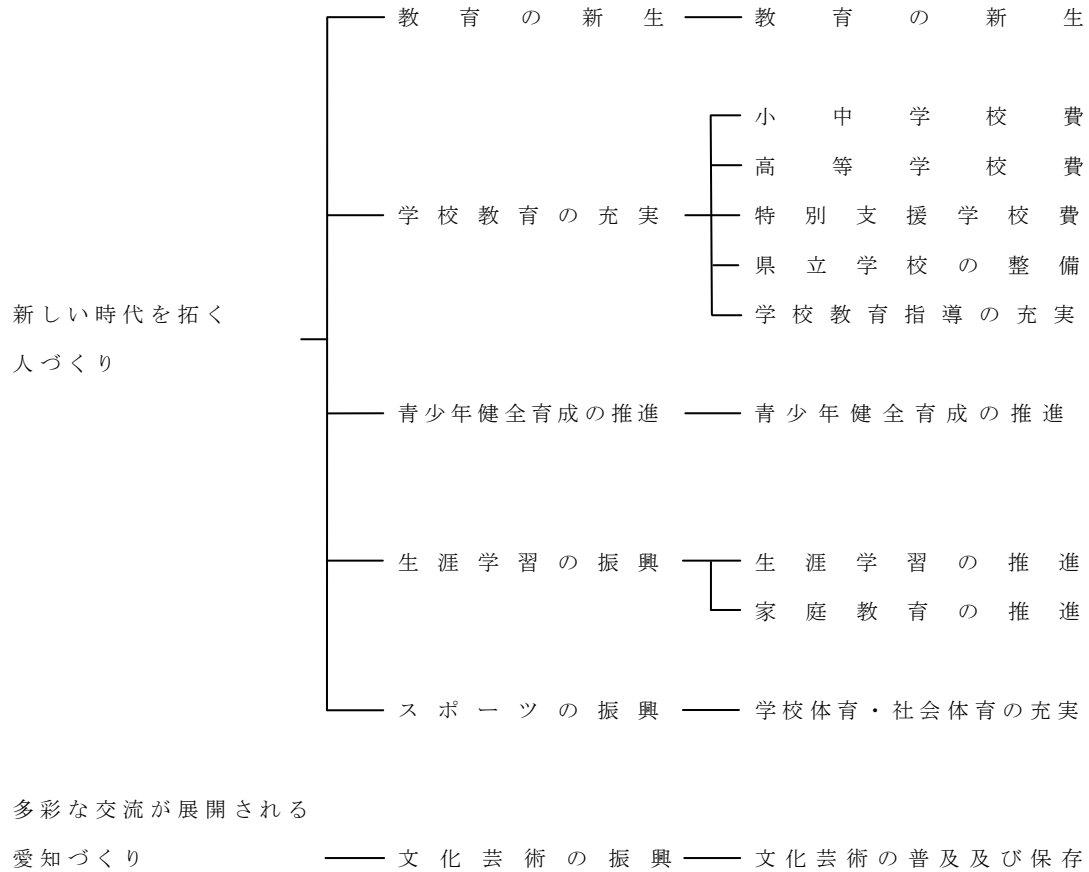 教育の新生 教育の新生
小中学校費
高等学校費
学校教育の充実 特別支援学校費
県立学校の整備
新しい時代を拓く 学校教育指導の充実
人づくり
青少年健全育成の推進 青少年健全育成の推進
生涯学習の振興 生涯学習の推進
家庭教育の推進
スポーツの振興 学校体育・社会体育の充実
多彩な交流が展開される
愛知づくり 文化芸術の振興 文化芸術の普及及び保存